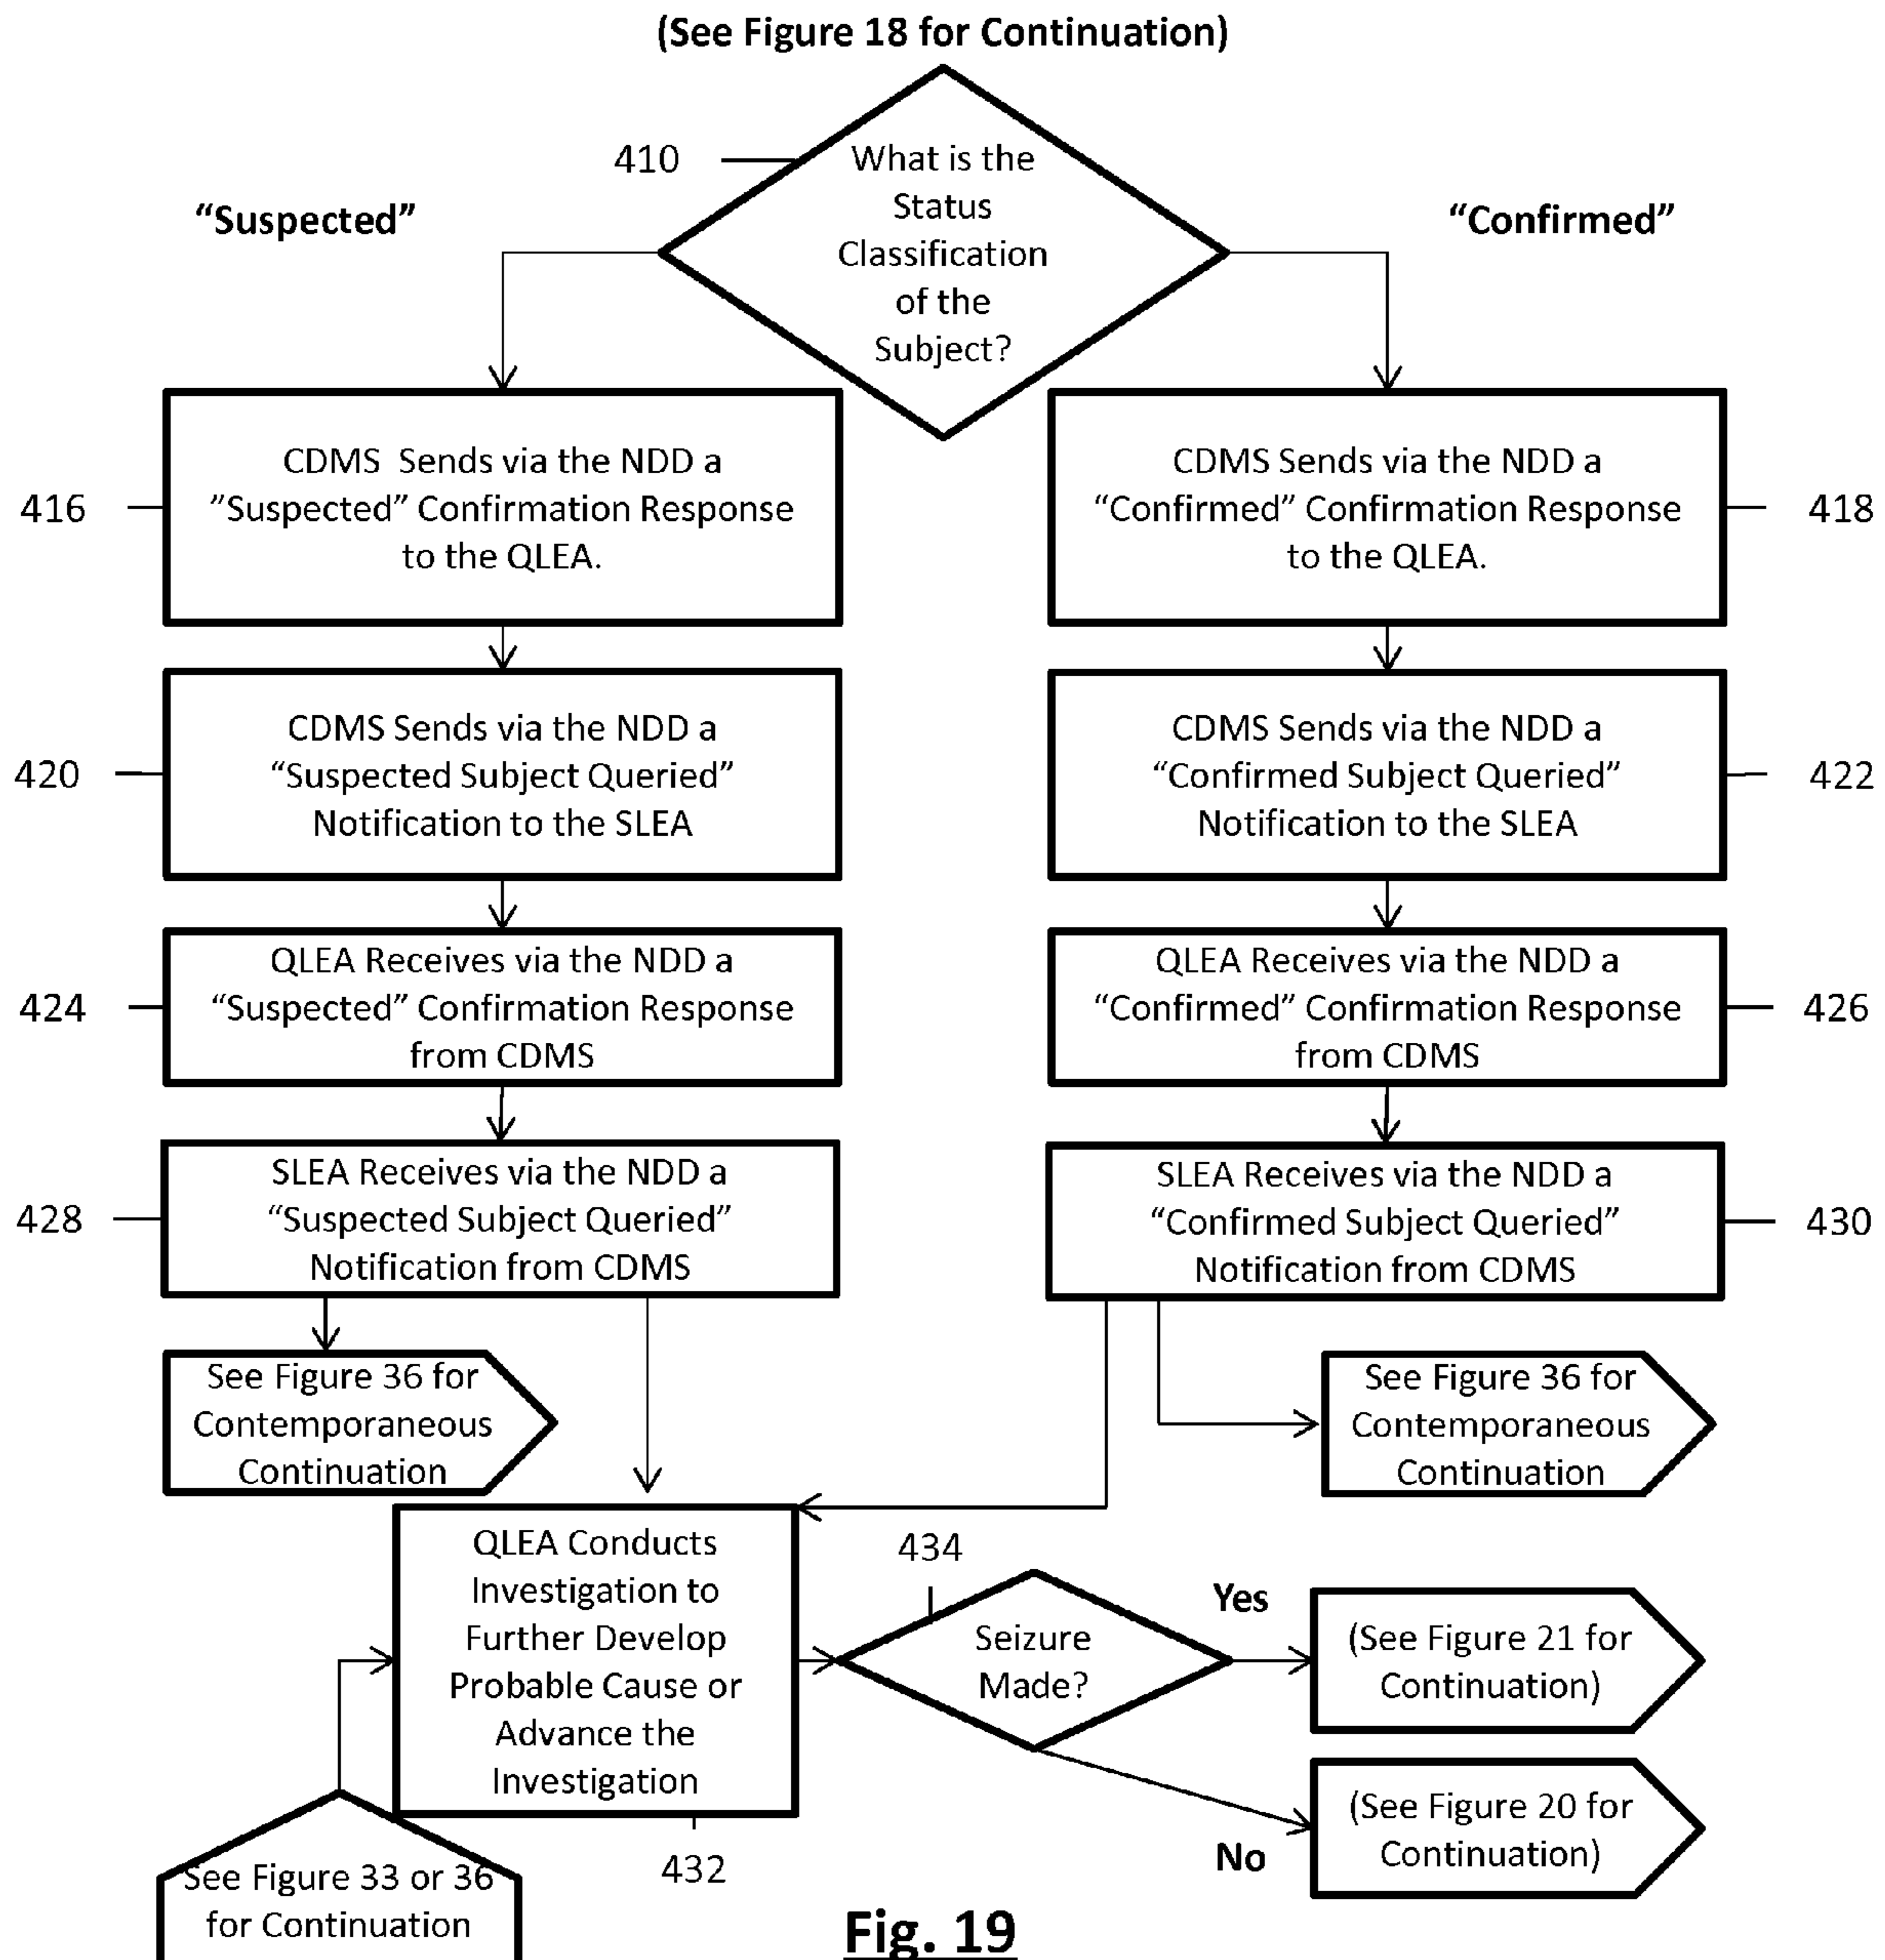 (See Figure 18 for Continuation)
410
What is the
Status
Classification
of the
Subject?
“Suspected”
“Confirmed”
CDMS Sends via the NDD a
”Suspected” Confirmation Response
to the QLEA.
416
CDMS Sends via the NDD a
“Confirmed” Confirmation Response
to the QLEA.
418
CDMS Sends via the NDD a
“Suspected Subject Queried”
Notification to the SLEA
420
CDMS Sends via the NDD a
“Confirmed Subject Queried”
Notification to the SLEA
422
QLEA Receives via the NDD a
“Suspected” Confirmation Response
from CDMS
424
QLEA Receives via the NDD a
“Confirmed” Confirmation Response
from CDMS
426
SLEA Receives via the NDD a
“Suspected Subject Queried”
Notification from CDMS
428
SLEA Receives via the NDD a
“Confirmed Subject Queried”
Notification from CDMS
430
See Figure 36 for
Contemporaneous
Continuation
See Figure 36 for
Contemporaneous
Continuation
QLEA Conducts
Investigation to
Further Develop
Probable Cause or
Advance the
Investigation
432
434
Seizure
Made?
Yes
(See Figure 21 for
Continuation)
No
(See Figure 20 for
Continuation)
See Figure 33 or 36
for Continuation
Fig. 19